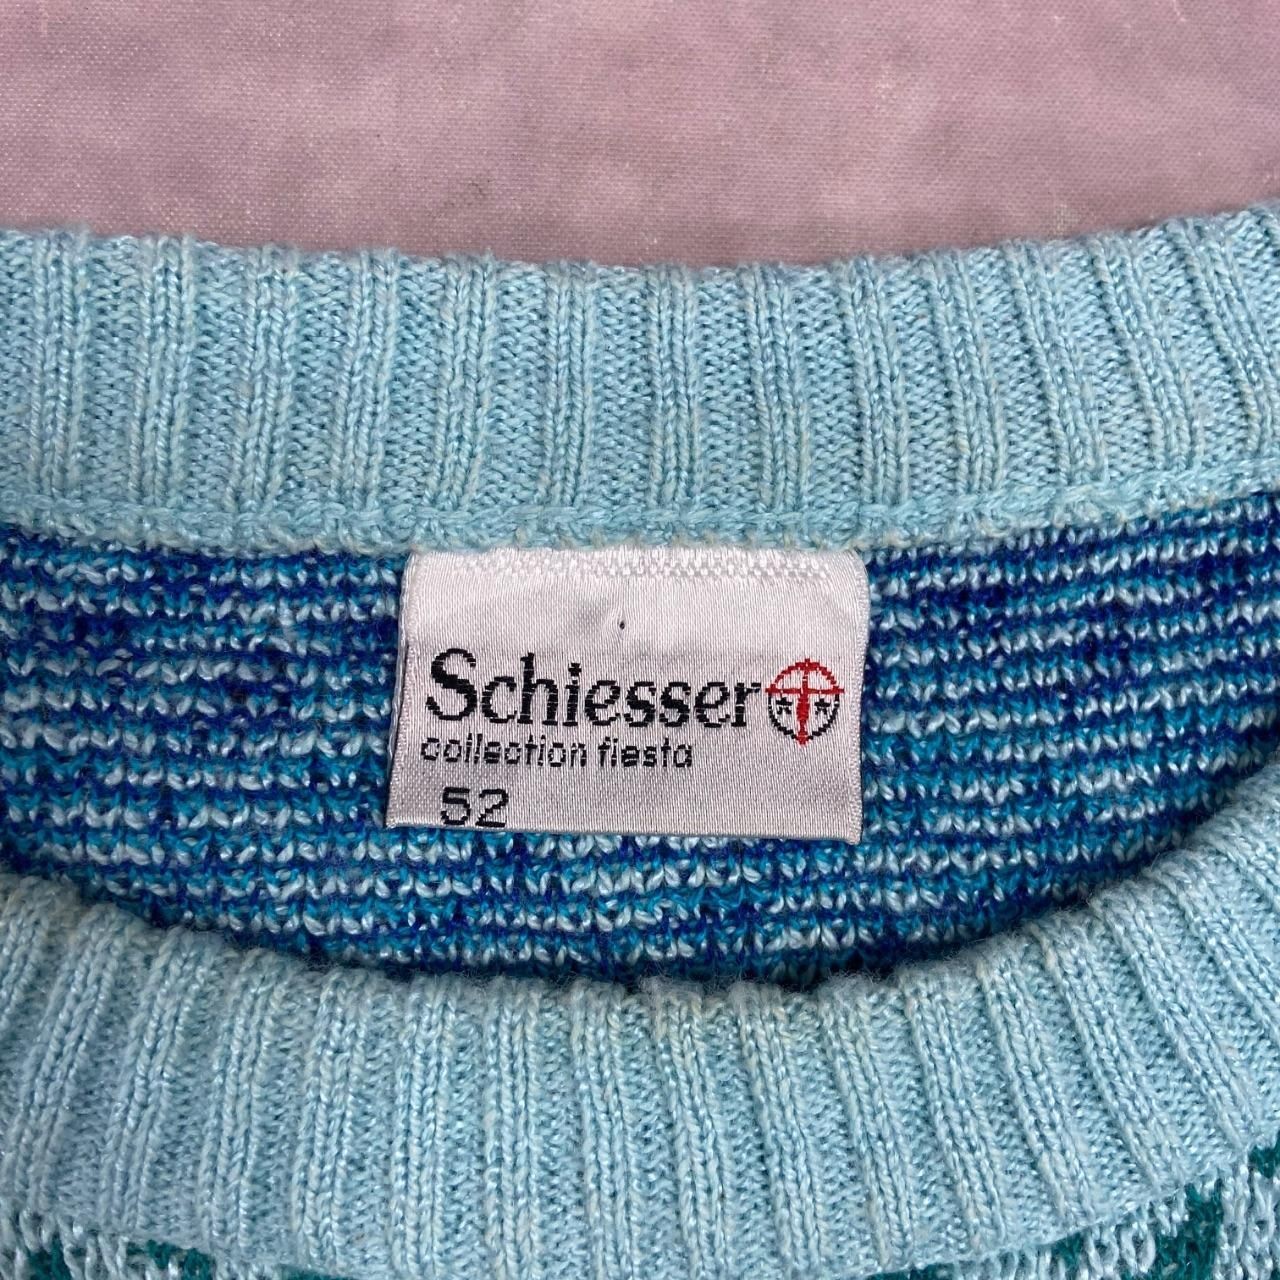 Schiesser
collection fiesta
52